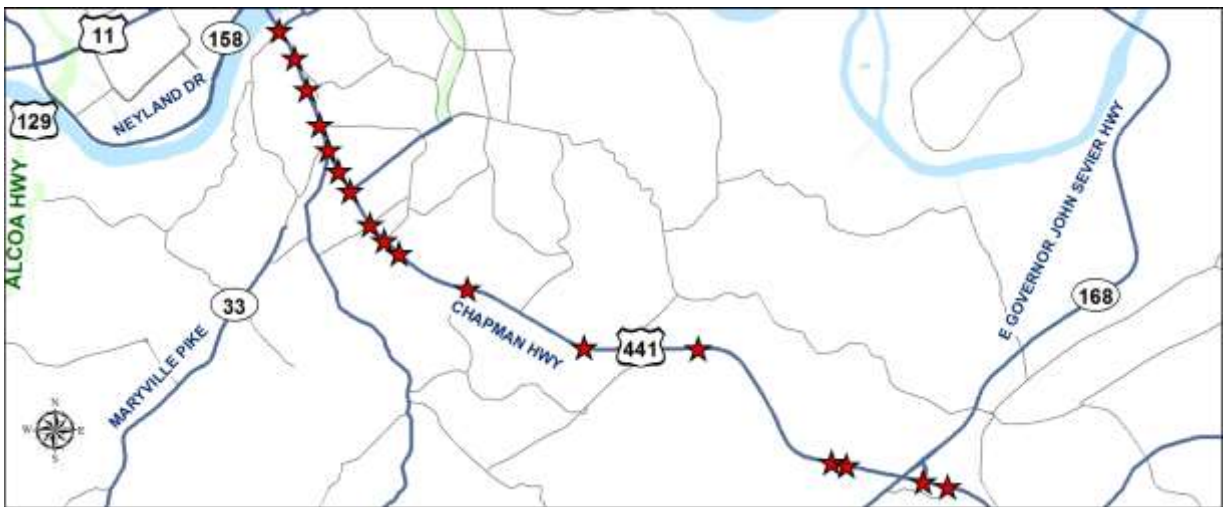 11
158
NEYLAND DR
129
ALCOA HWY
E GOVERNOR JOHN SEVIER HWY
168
33
CHAPMAN HWY
441
MARYVILLE PIKE
N
W E
S